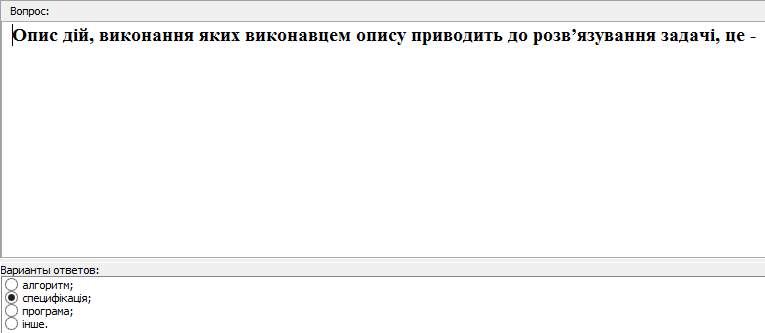 Вопрос:
Опис дій, виконання яких виконавцем опису приводить до розв’язування задачі, це -
Варианты ответов:
алгоритм;
специфікація;
програма;
інше.